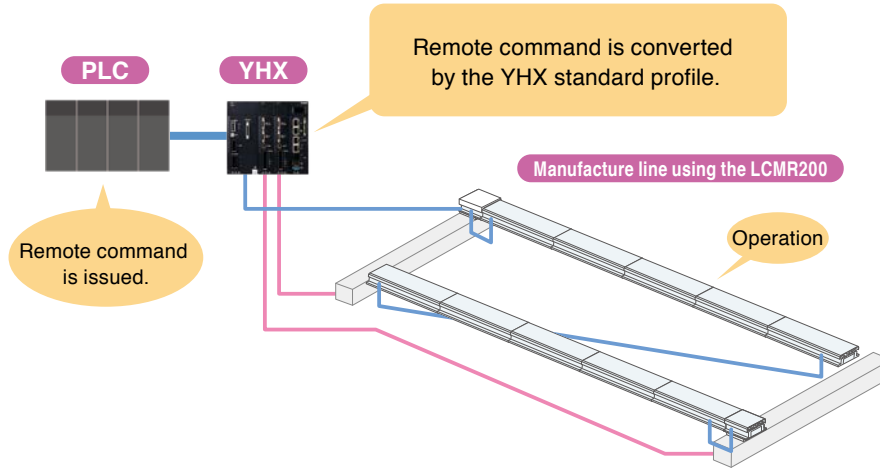 PLC
YHX
Remote command is converted
by the YHX standard profile.
Manufacture line using the LCMR200
Remote command
is issued.
Operation